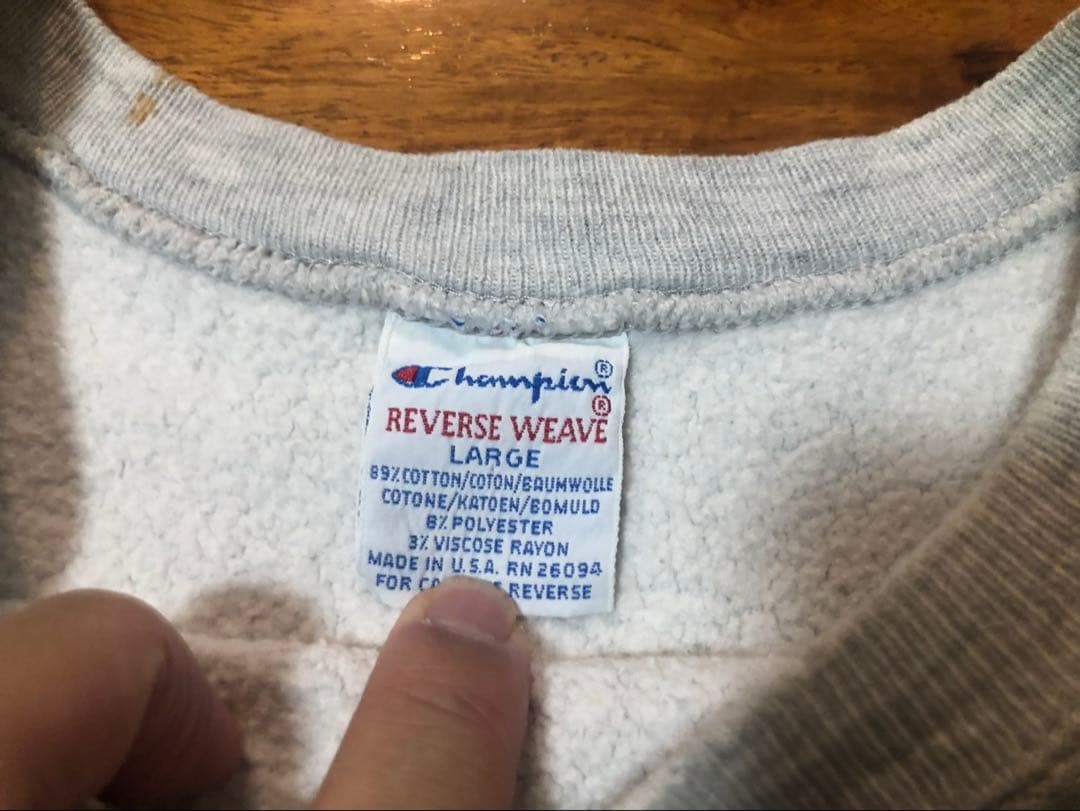 Champion®
REVERSE WEAVE®
LARGE
89% COTTON/COTON/BAUMWOLLE
COTONE/KATOEN/BOMULD
8% POLYESTER
3% VISCOSE RAYON
MADE IN U.S.A. RN 26094
FOR REVERSE